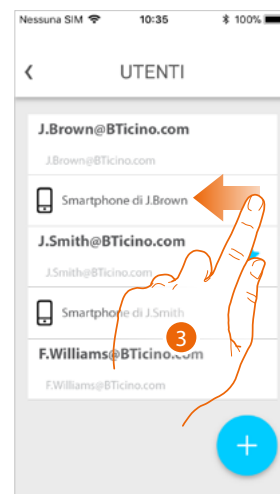 Nessuna SIM 10:35 100%
UTENTI
J.Brown@BTicino.com
J.Brown@BTicino.com
Smartphone di J.Brown
J.Smith@BTicino.com
J.Smith@BTicino.com
Smartphone di J.Smith
F.Williams@BTicino.com
F.Williams@BTicino.com
3
+